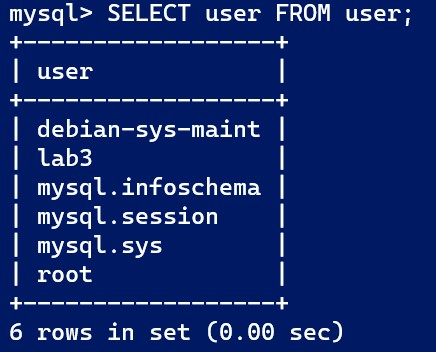 mysql> SELECT user FROM user;
+------------------+
| user             |
+------------------+
| debian-sys-maint |
| lab3             |
| mysql.infoschema |
| mysql.session    |
| mysql.sys        |
| root             |
+------------------+
6 rows in set (0.00 sec)